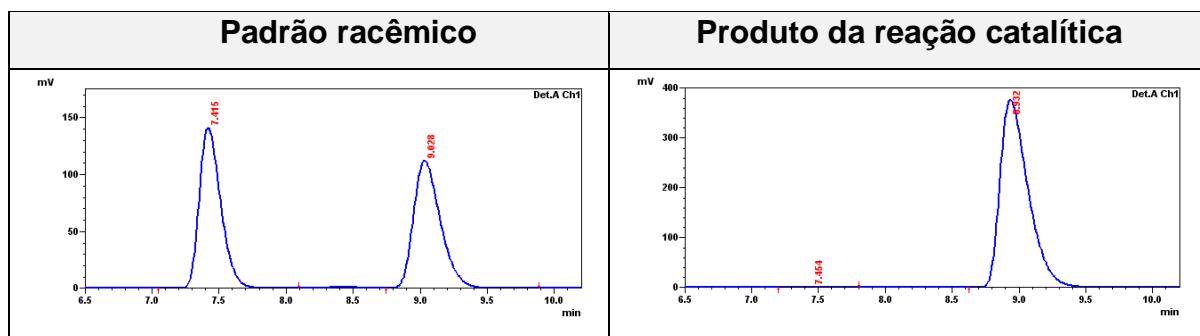 Padrão racêmico
Produto da reação catalítica
mV
Det.A Ch1
150
100
50
0
7.415
9.028
6.5 7.0 7.5 8.0 8.5 9.0 9.5 10.0
min
mV
400
Det.A Ch1
300
200
100
0
7.454
8.932
6.5 7.0 7.5 8.0 8.5 9.0 9.5 10.0
min